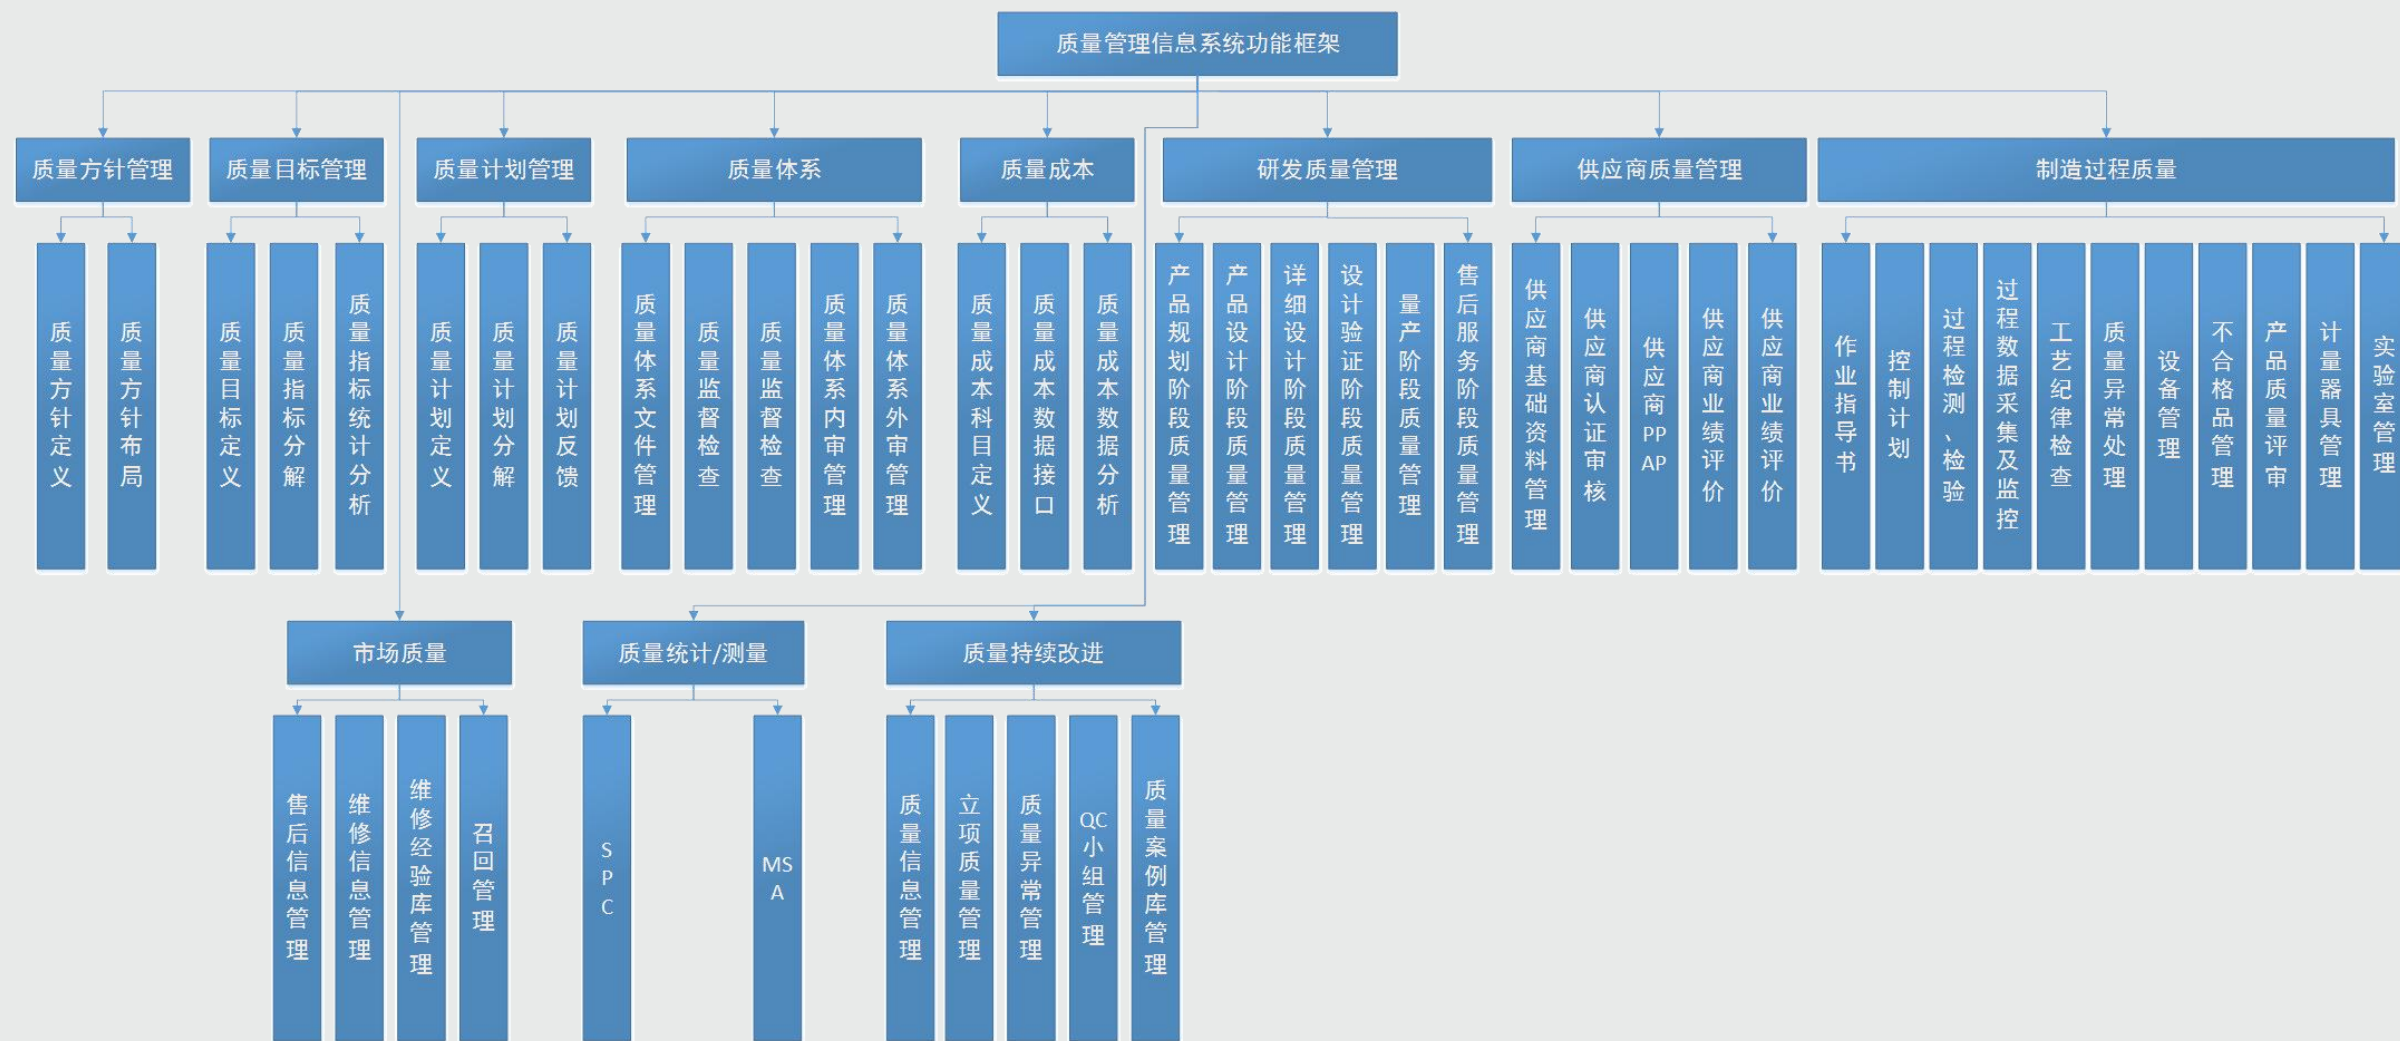 质量管理信息系统功能框架
质量方针管理
质量目标管理
质量计划管理
质量体系
质量成本
研发质量管理
供应商质量管理
制造过程质量
质量方针定义
质量方针布局
质量目标定义
质量指标分解
质量指标统计分析
质量计划定义
质量计划分解
质量计划反馈
质量体系文件管理
质量监督检查
质量监督检查
质量体系内审管理
质量体系外审管理
质量成本科目定义
质量成本数据接口
质量成本数据分析
产品规划阶段质量管理
产品设计阶段质量管理
详细设计阶段质量管理
设计验证阶段质量管理
量产阶段质量管理
售后服务阶段质量管理
供应商基础资料管理
供应商认证审核
供应商PPAP
供应商业绩评价
供应商业绩评价
作业指导书
控制计划
过程检测、检验
过程数据采集及监控
工艺纪律检查
质量异常处理
设备管理
不合格品管理
产品质量评审
计量器具管理
实验室管理
市场质量
质量统计/测量
质量持续改进
售后信息管理
维修信息管理
维修经验库管理
召回管理
SPC
MSA
质量信息管理
立项质量管理
质量异常管理
QC小组管理
质量案例库管理